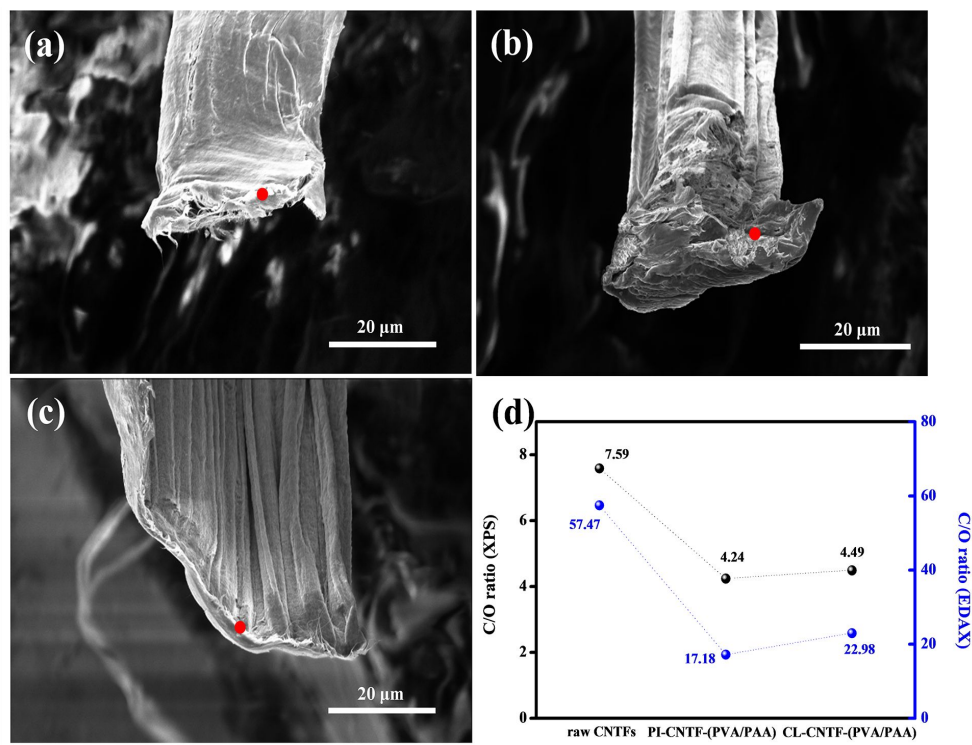 (a)
20 µm
(b)
20 µm
(c)
20 µm
(d)
C/O ratio (XPS)
8
6
4
2
0
7.59
4.24
4.49
57.47
17.18
22.98
80
60
40
20
0
C/O ratio (EDAX)
raw CNTFs PI-CNTF-(PVA/PAA) CL-CNTF-(PVA/PAA)